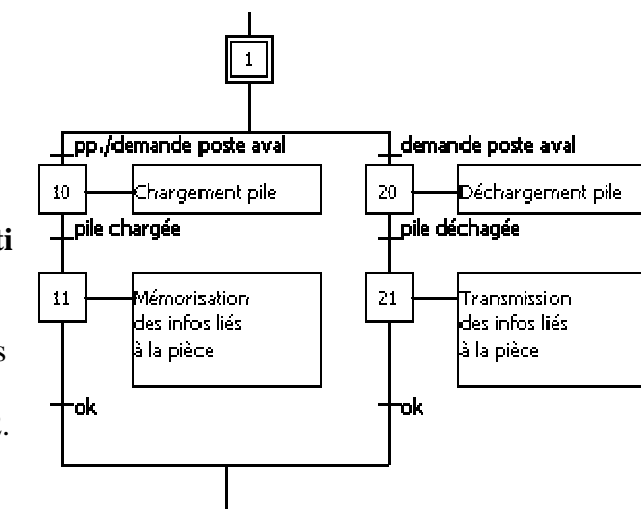 1
pp./demande poste aval
demande poste aval
10
Chargement pile
20
Déchargement pile
pile chargée
pile déchagée
ti
11
Mémorisation
des infos liés
à la pièce
21
Transmission
des infos liés
à la pièce
s
ok
ok